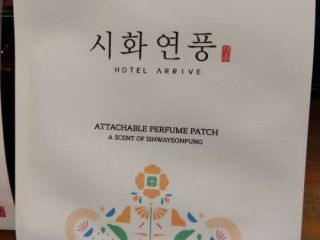 시화연풍
HOTEL ARRIVE
ATTACHABLE PERFUME PATCH
A SCENT OF SIHWAYEONPUNG